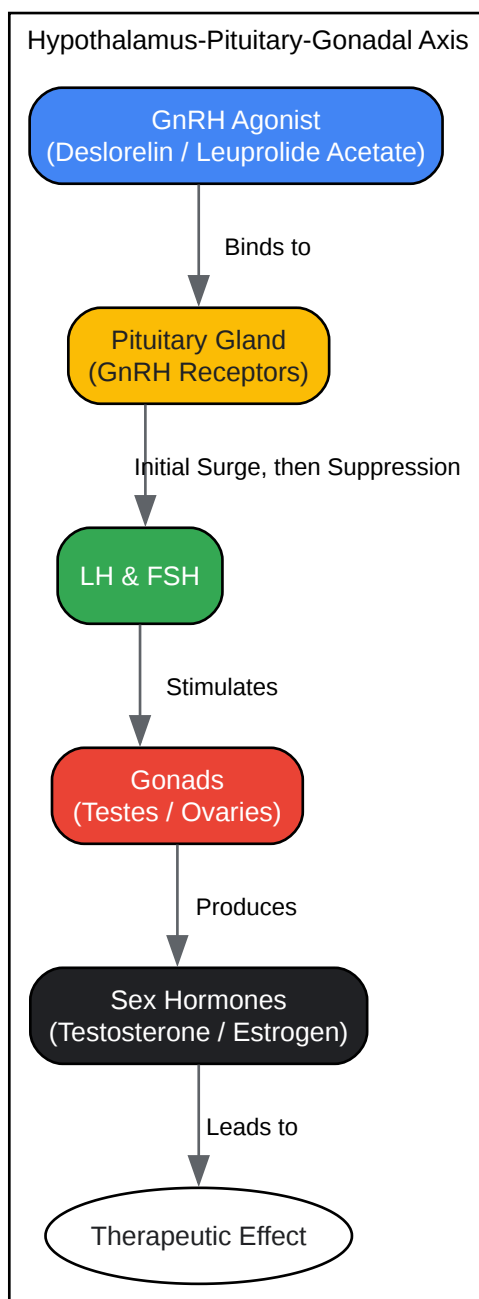 Hypothalamus-Pituitary-Gonadal Axis
GnRH Agonist
(Deslorelin / Leuprolide Acetate)
Binds to
Pituitary Gland
(GnRH Receptors)
Initial Surge, then Suppression
LH & FSH
Stimulates
Gonads
(Testes / Ovaries)
Produces
Sex Hormones
(Testosterone / Estrogen)
Leads to
Therapeutic Effect